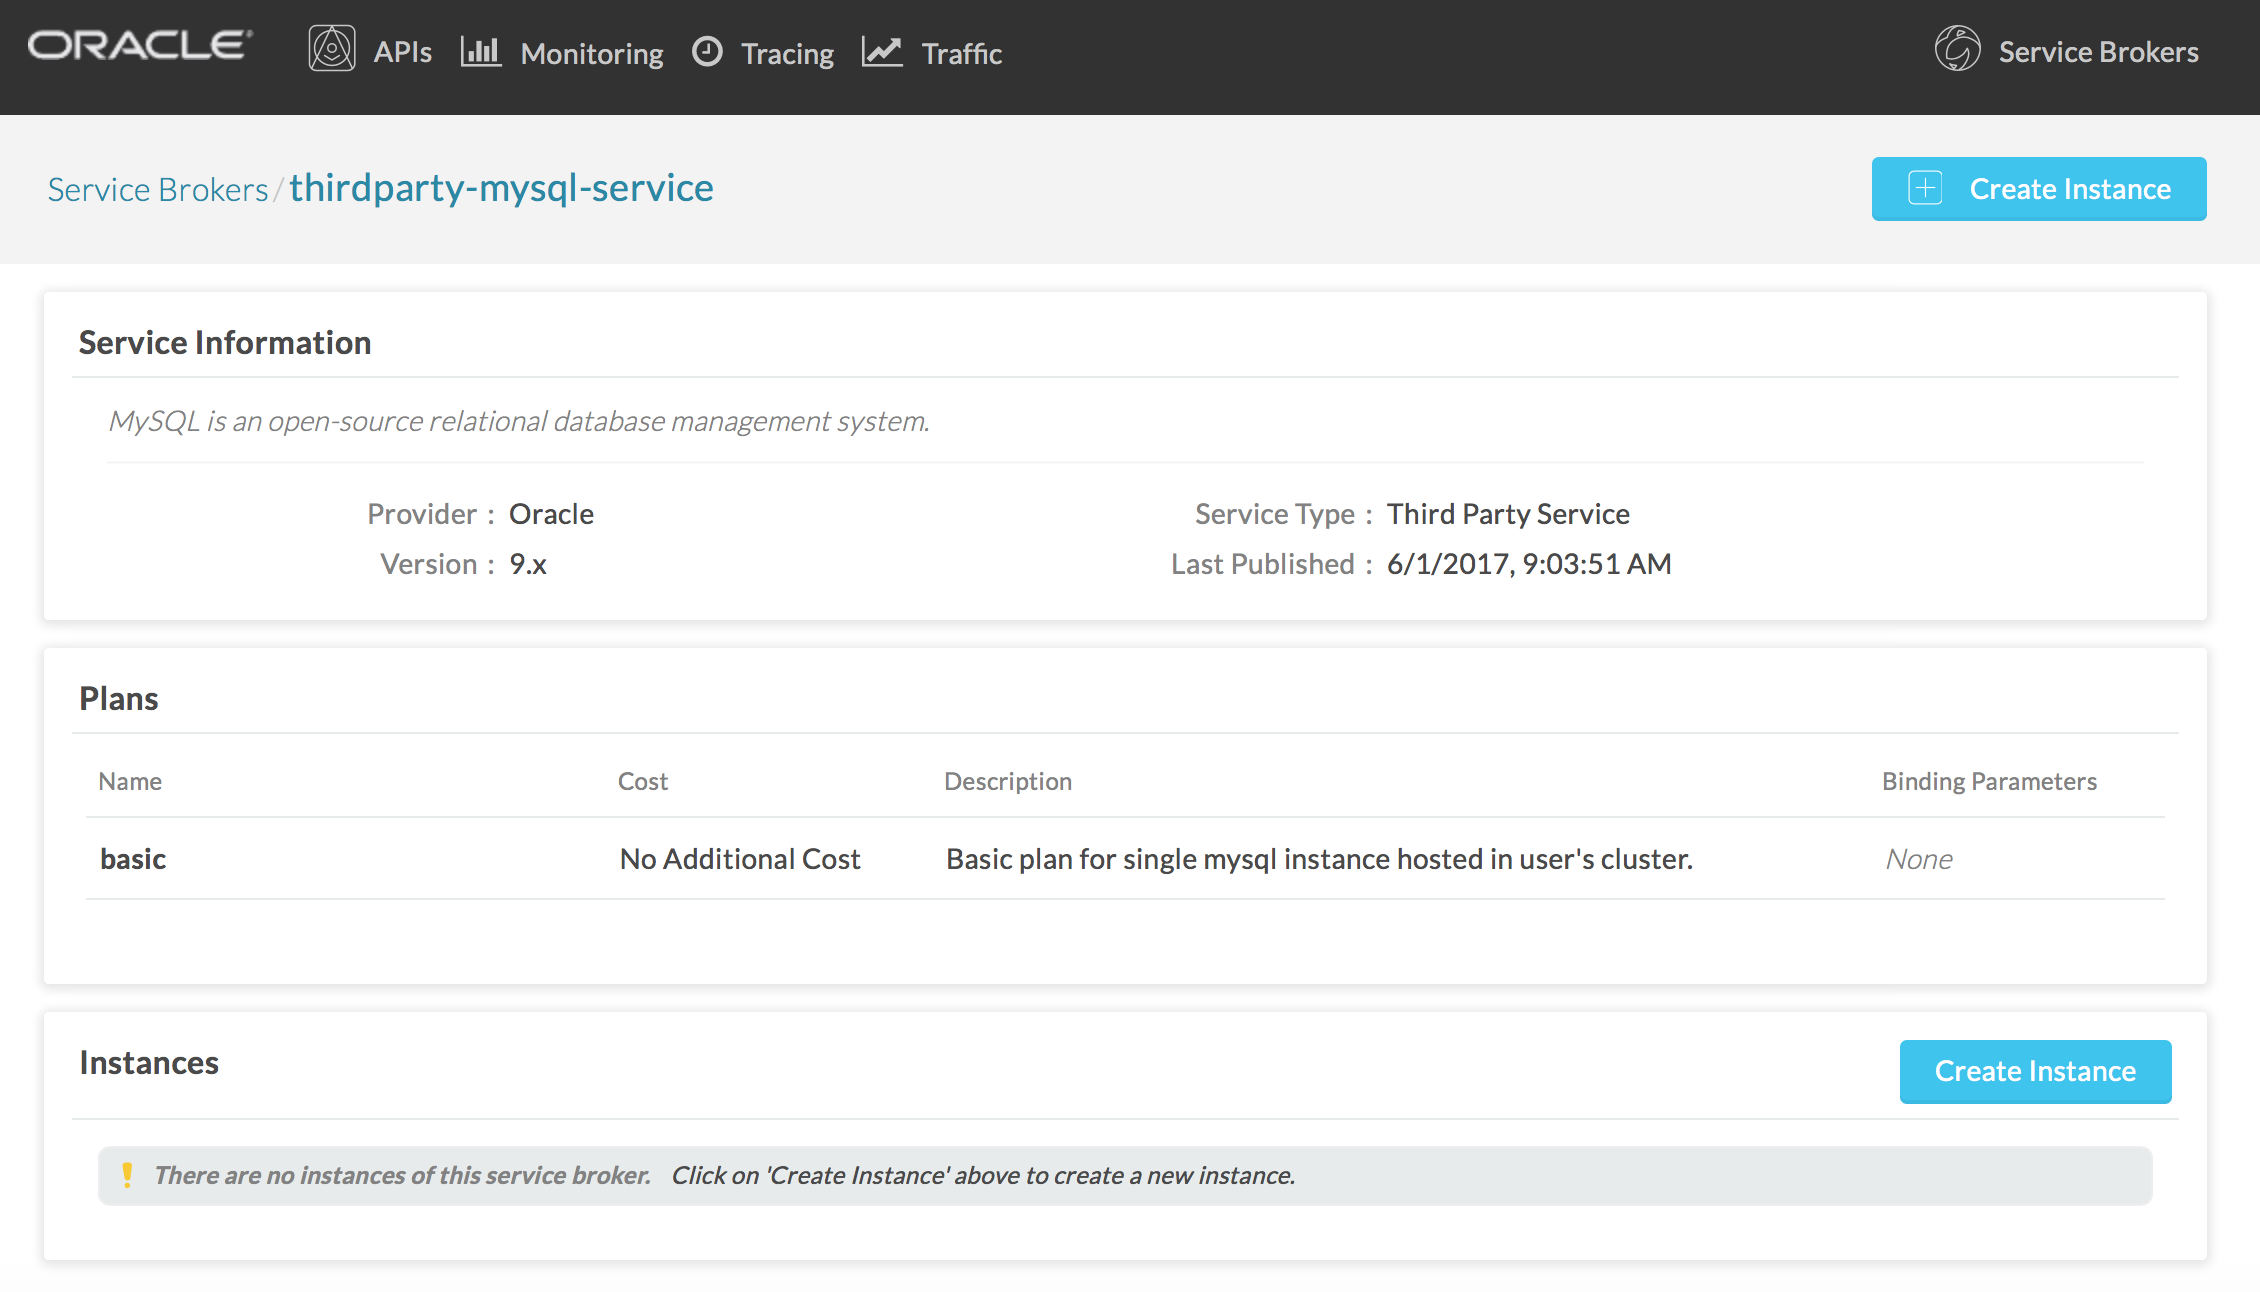 ORACLE® APIs Monitoring Tracing Traffic Service Brokers
Service Brokers / thirdparty-mysql-service Create Instance
Service Information
MySQL is an open-source relational database management system.
Provider : Oracle Service Type : Third Party Service
Version : 9.x Last Published : 6/1/2017, 9:03:51 AM
Plans
Name Cost Description Binding Parameters
basic No Additional Cost Basic plan for single mysql instance hosted in user's cluster. None
Instances Create Instance
There are no instances of this service broker. Click on 'Create Instance' above to create a new instance.